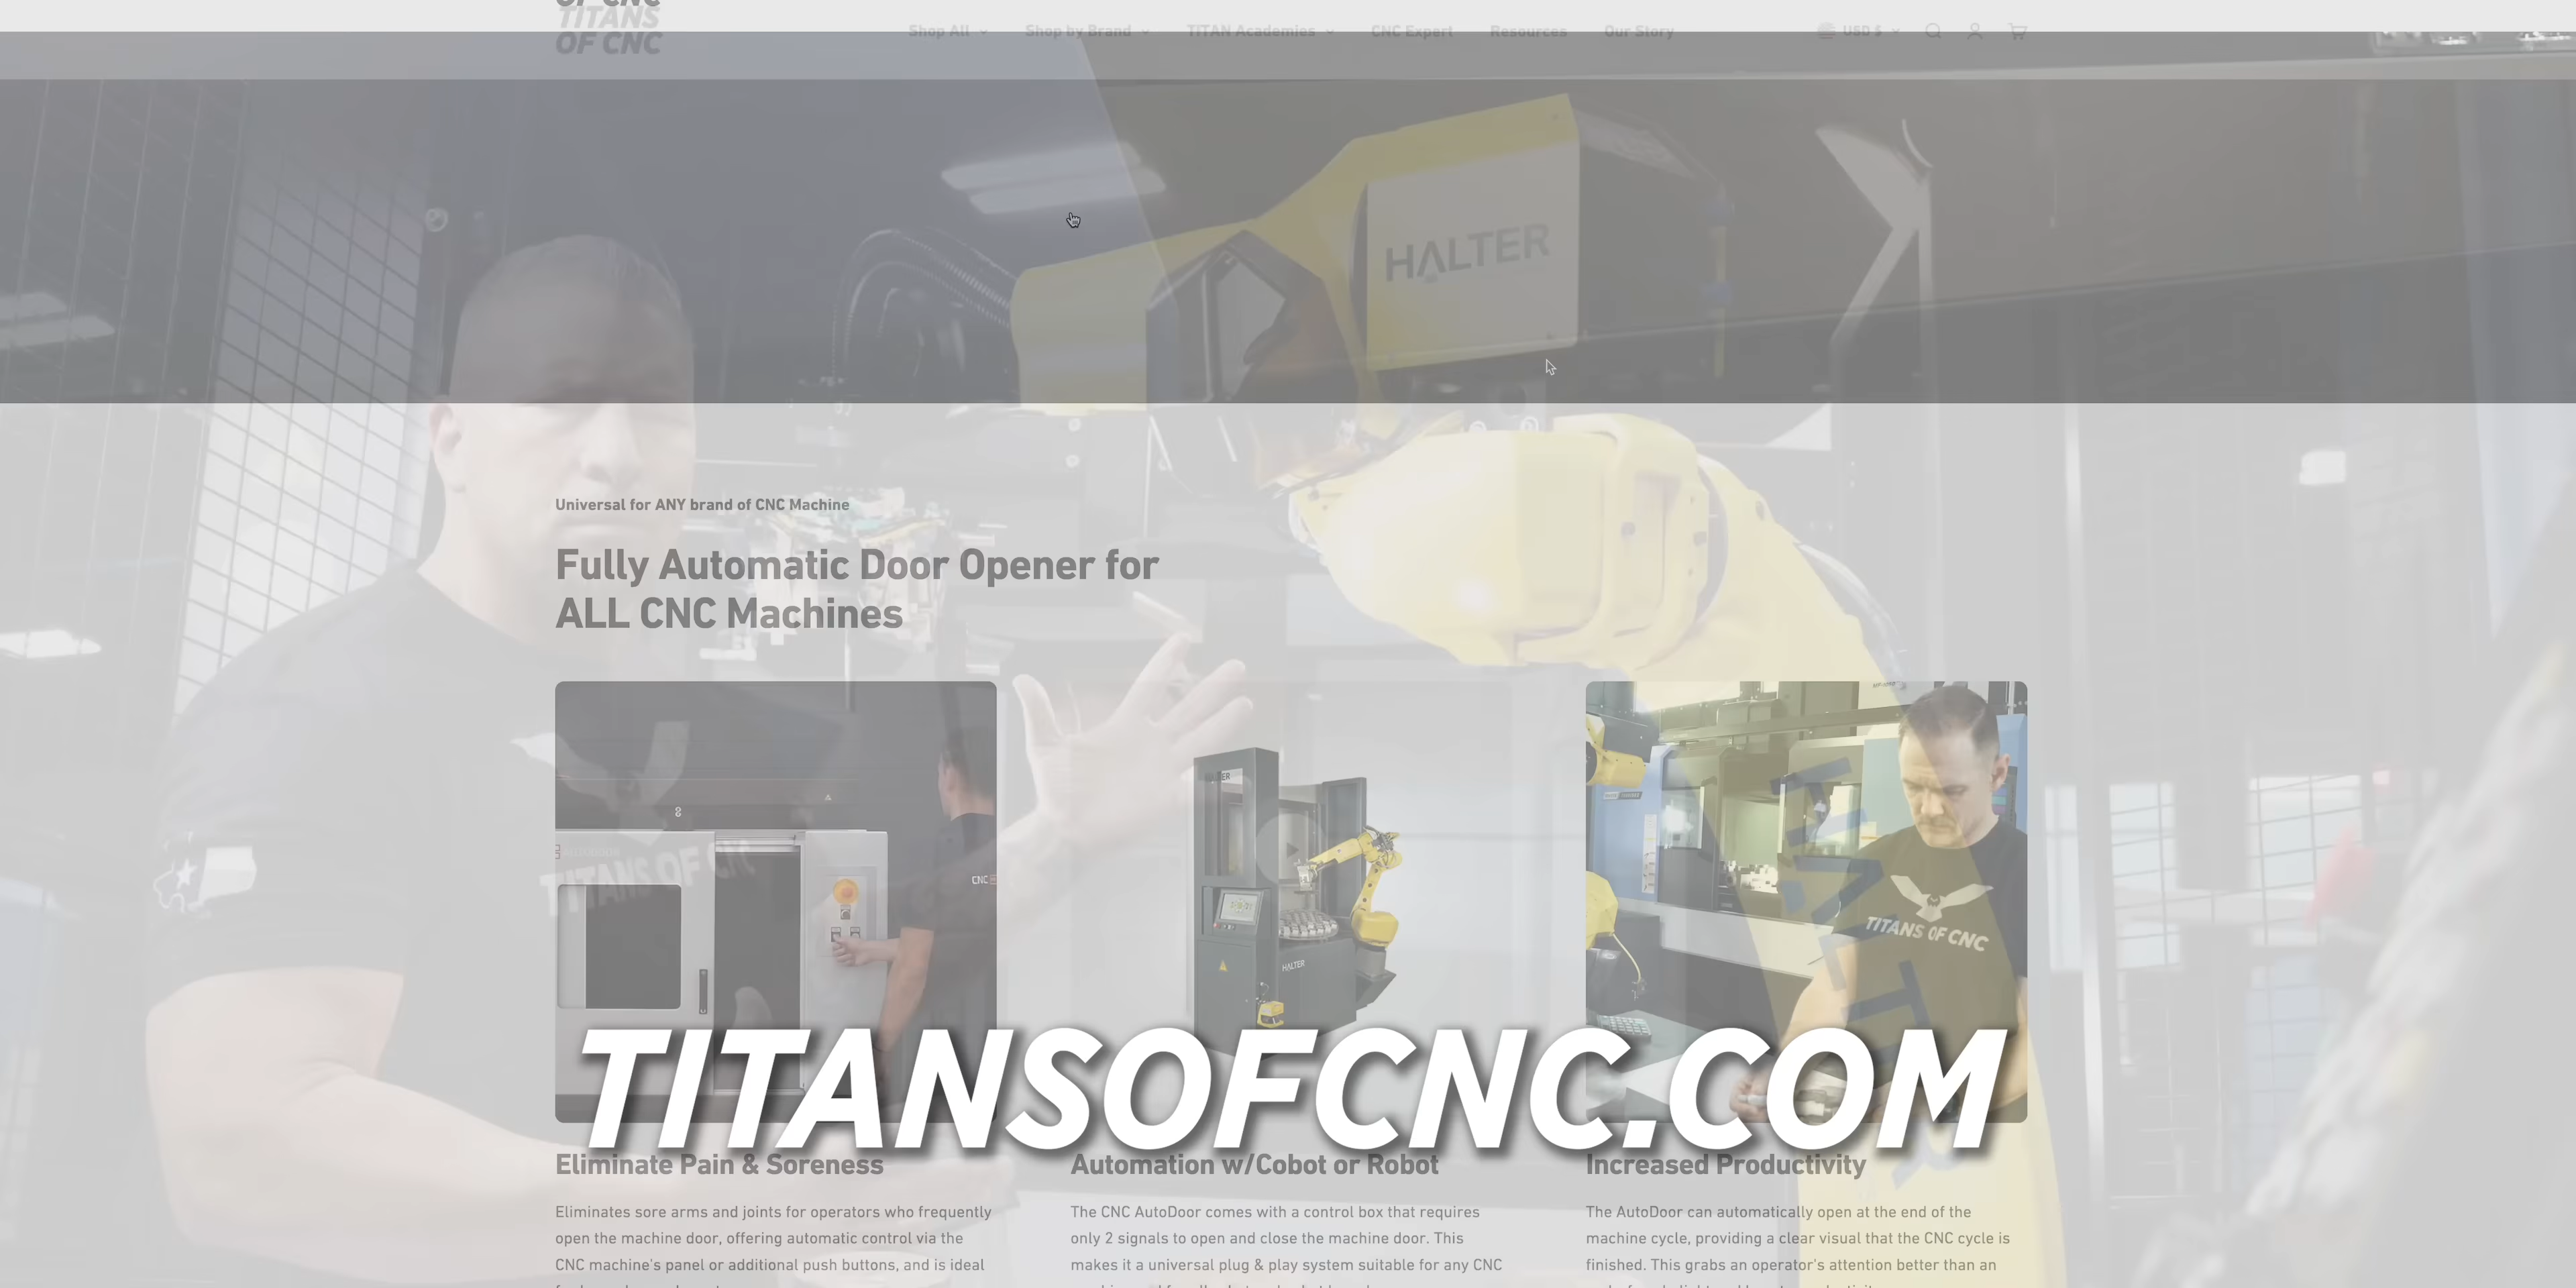 OF CNC
TITANS
OF CNC
Shop All
Shop by Brand
TITAN Academies
CNC Expert
Resources
Our Story
USD $
HALTER
Universal for ANY brand of CNC Machine
Fully Automatic Door Opener for
ALL CNC Machines
TITANS OF CNC
CNC
HALTER
TITANS OF CNC
TITANSOFCNC.COM
Eliminate Pain & Soreness
Eliminates sore arms and joints for operators who frequently
open the machine door, offering automatic control via the
CNC machine's panel or additional push buttons, and is ideal
Automation w/Cobot or Robot
The CNC AutoDoor comes with a control box that requires
only 2 signals to open and close the machine door. This
makes it a universal plug & play system suitable for any CNC
Increased Productivity
The AutoDoor can automatically open at the end of the
machine cycle, providing a clear visual that the CNC cycle is
finished. This grabs an operator's attention better than an